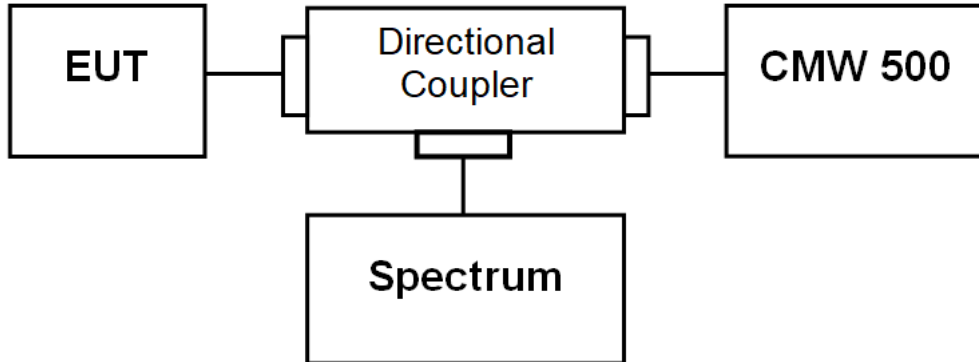 EUT
Directional
Coupler
CMW 500
Spectrum